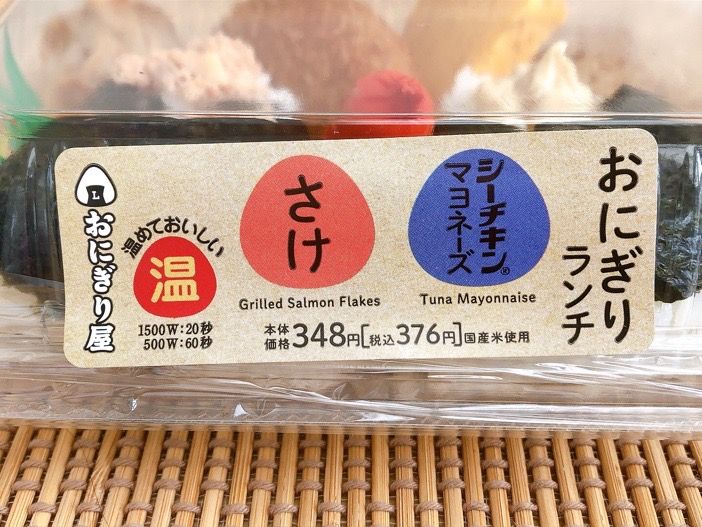 おにぎり
ランチ
シーチキン®
マヨネーズ
Tuna Mayonnaise
さけ
Grilled Salmon Flakes
本体
価格348円[税込376円]国産米使用
温めておいしい
温
1500W:20秒
500W:60秒
L
おにぎり屋